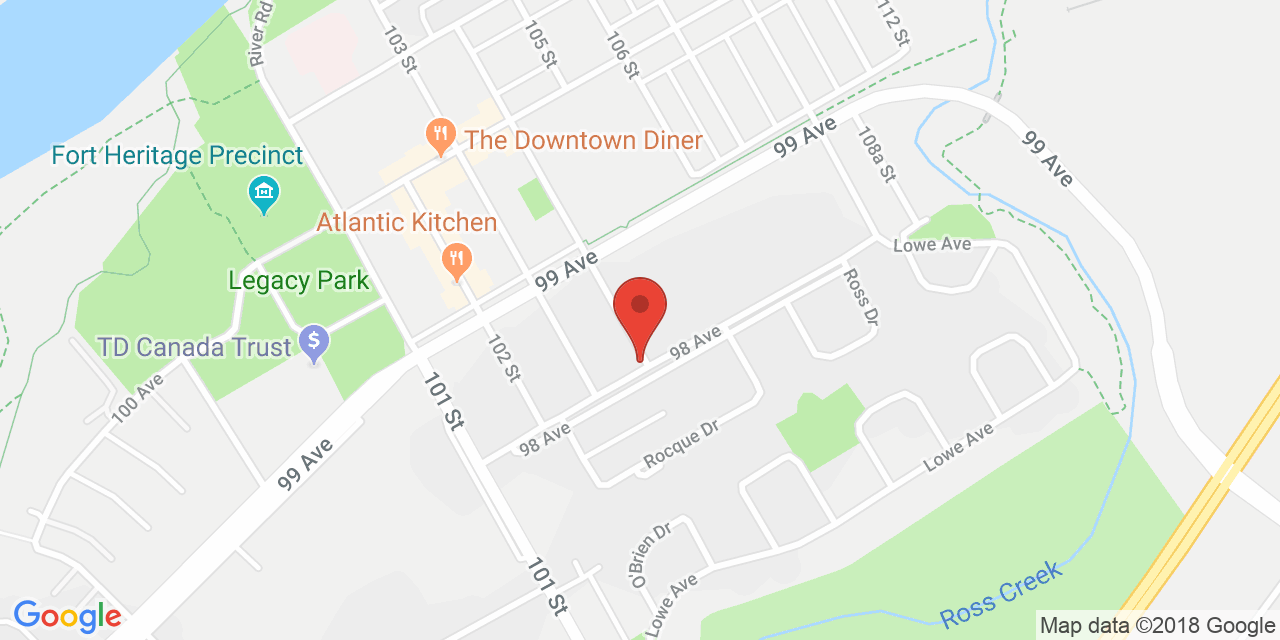 River Rd
103 St
105 St
106 St
112 St
The Downtown Diner
99 Ave
99 Ave
108a St
Fort Heritage Precinct
Atlantic Kitchen
Lowe Ave
99 Ave
Legacy Park
Ross Dr
TD Canada Trust
$
98 Ave
102 St
100 Ave
101 St
98 Ave
Rocque Dr
Lowe Ave
99 Ave
O'Brien Dr
101 St
Lowe Ave
Ross Creek
Google
Map data ©2018 Google